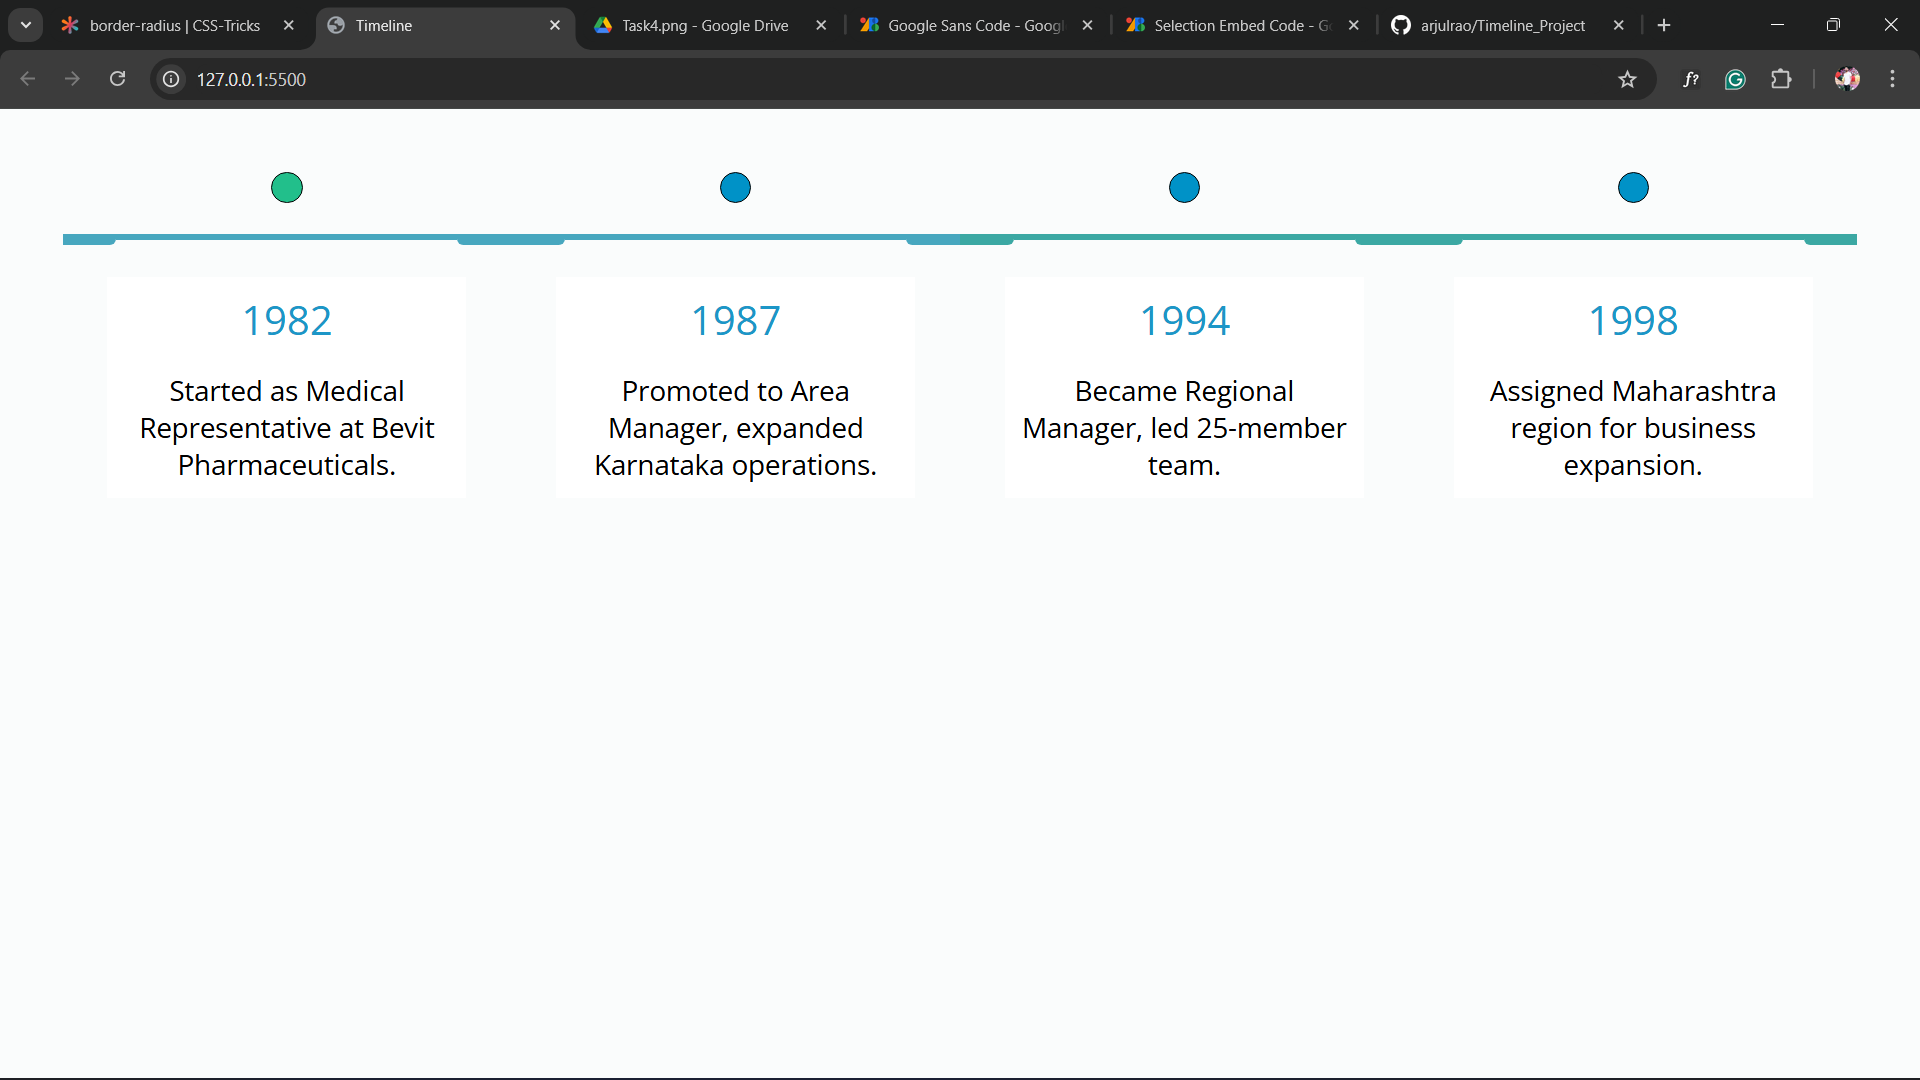 border-radius | CSS-Tricks
Timeline
Task4.png - Google Drive
Google Sans Code - Goog
Selection Embed Code - G
arjulrao/Timeline_Project
127.0.0.1:5500
f?
1982
Started as Medical
Representative at Bevit
Pharmaceuticals.
1987
Promoted to Area
Manager, expanded
Karnataka operations.
1994
Became Regional
Manager, led 25-member
team.
1998
Assigned Maharashtra
region for business
expansion.